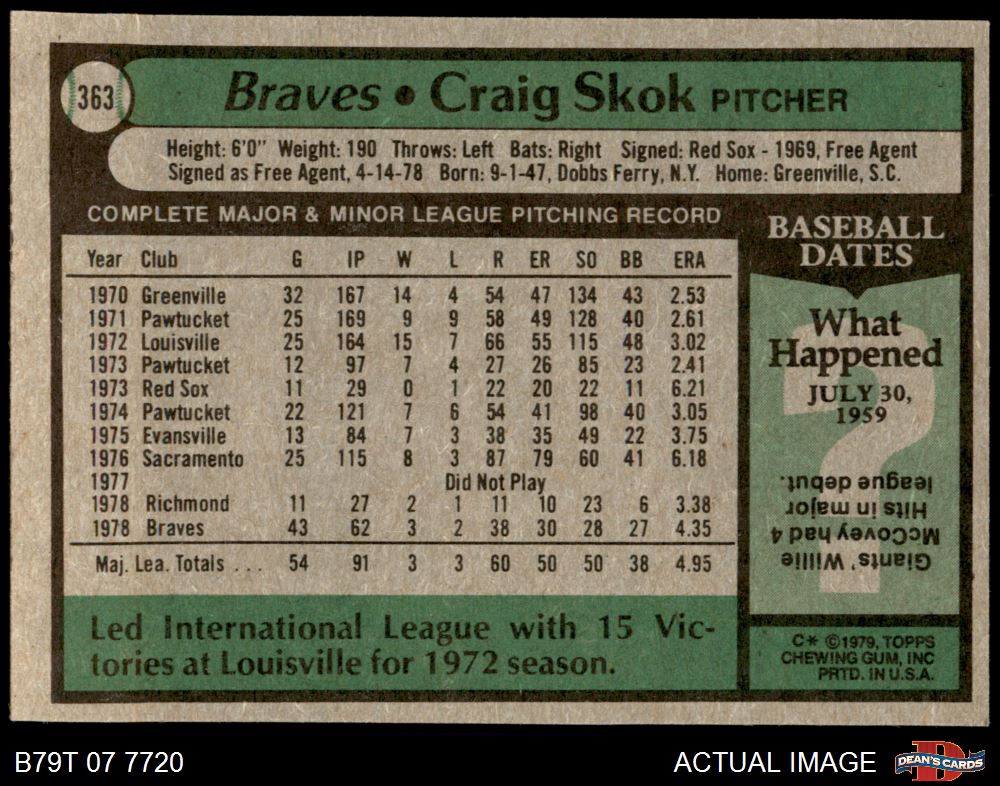 363
Braves • Craig Skok PITCHER
Height: 6'0" Weight: 190 Throws: Left Bats: Right Signed: Red Sox - 1969, Free Agent
Signed as Free Agent, 4-14-78 Born: 9-1-47, Dobbs Ferry, N.Y. Home: Greenville, S.C.
COMPLETE MAJOR & MINOR LEAGUE PITCHING RECORD
Year Club G IP W L R ER SO BB ERA
1970 Greenville 32 167 14 4 54 47 134 43 2.53
1971 Pawtucket 25 169 9 9 58 49 128 40 2.61
1972 Louisville 25 164 15 7 66 55 115 48 3.02
1973 Pawtucket 12 97 7 4 27 26 85 23 2.41
1973 Red Sox 11 29 0 1 22 20 22 11 6.21
1974 Pawtucket 22 121 7 6 54 41 98 40 3.05
1975 Evansville 13 84 7 3 38 35 49 22 3.75
1976 Sacramento 25 115 8 3 87 79 60 41 6.18
1977 Did Not Play
1978 Richmond 11 27 2 1 11 10 23 6 3.38
1978 Braves 43 62 3 2 38 30 28 27 4.35
Maj. Lea. Totals ... 54 91 3 3 60 50 50 38 4.95
Led International League with 15 Vic-
tories at Louisville for 1972 season.
BASEBALL
DATES
What
Happened
JULY 30,
1959
?
Giants' Willie
McCovey had 4
Hits in major
league debut.
C* ©1979, TOPPS
CHEWING GUM, INC
PRTD. IN U.S.A.
B79T 07 7720
ACTUAL IMAGE
DEAN'S CARDS